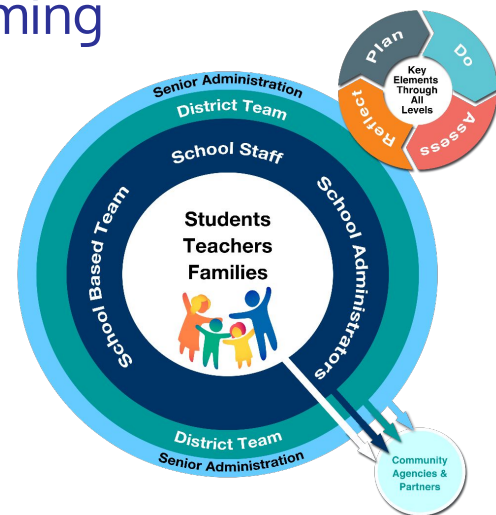 ming
Plan
Do
Key
Elements
Through
All
Levels
Reflect
Assess
Senior Administration
District Team
School Staff
School Based Team
School Administrators
Students
Teachers
Families
District Team
Senior Administration
Community
Agencies &
Partners